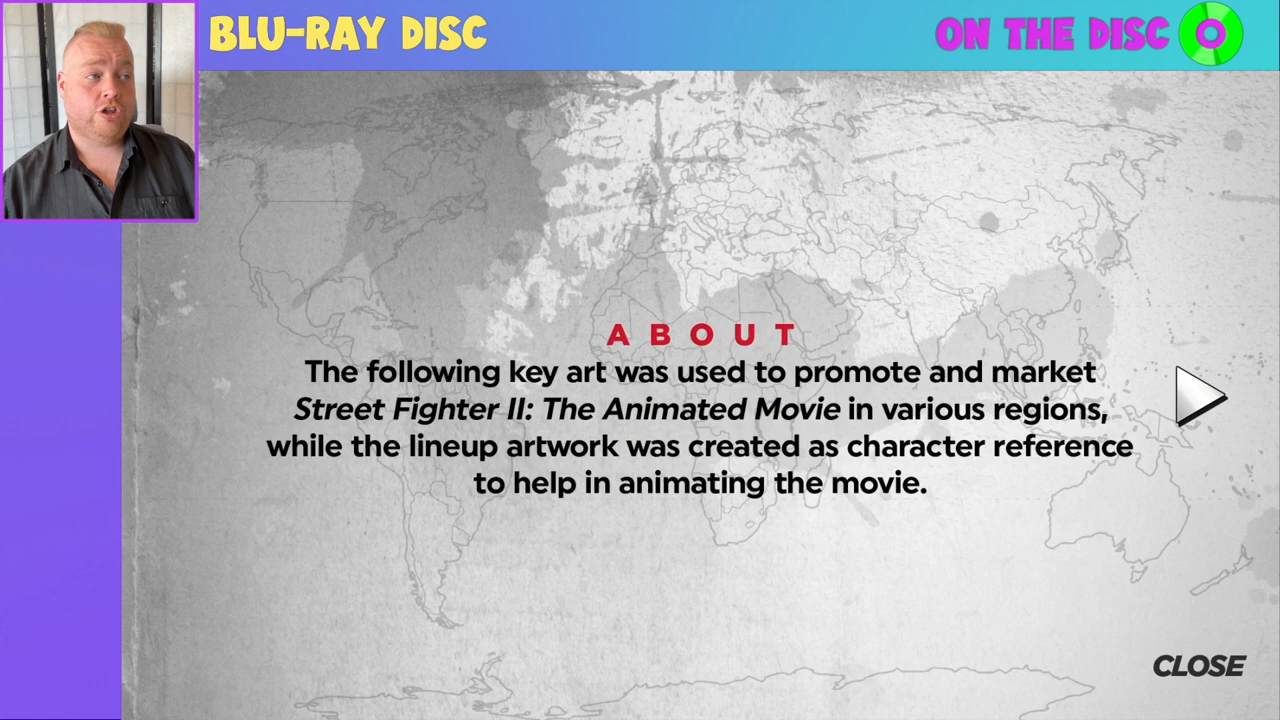 BLU-RAY DISC
ON THE DISC
ABOUT
The following key art was used to promote and market
Street Fighter II: The Animated Movie in various regions,
while the lineup artwork was created as character reference
to help in animating the movie.
CLOSE